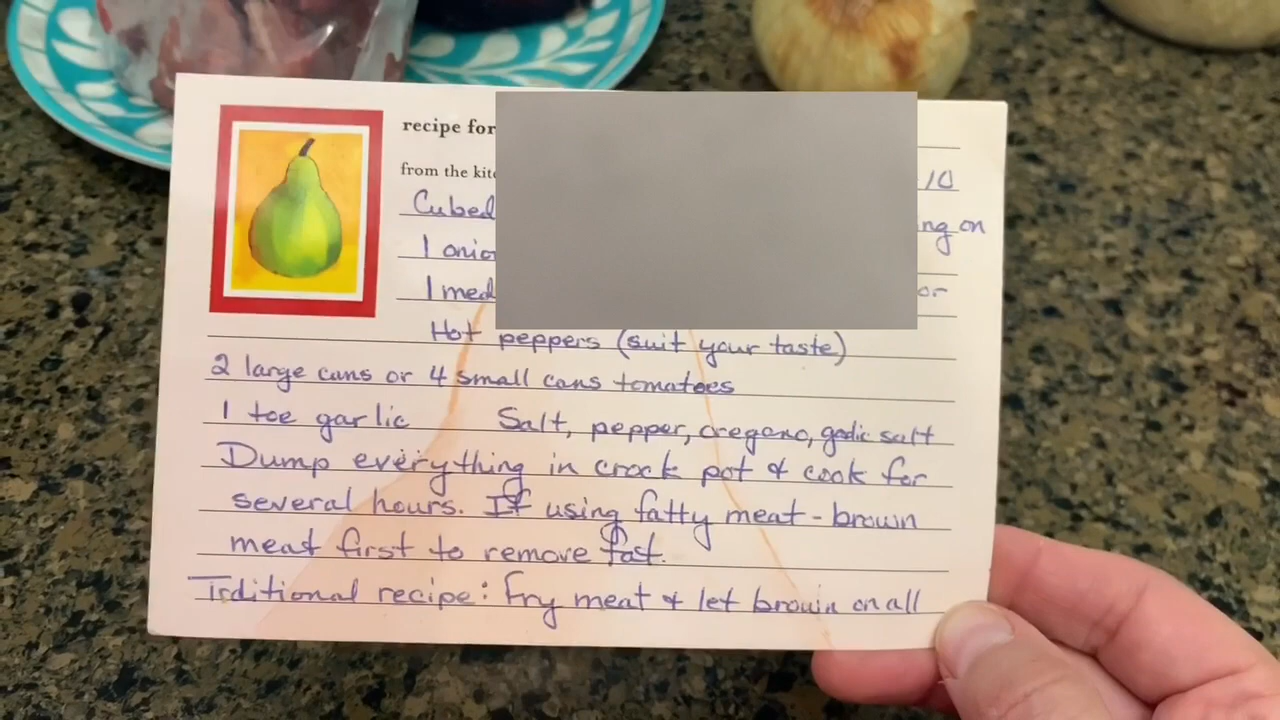 recipe for
from the
10
Cubed
ng on
1
1 med
or
Hot peppers (suit your taste)
2 large cans or 4 small cans tomatoes
1 toe garlic Salt, pepper, oregano, garlic salt
Dump everything in crock pot & cook for
several hours. If using fatty meat - brown
meat first to remove fast.
Traditional recipe: Fry meat & let brown on all